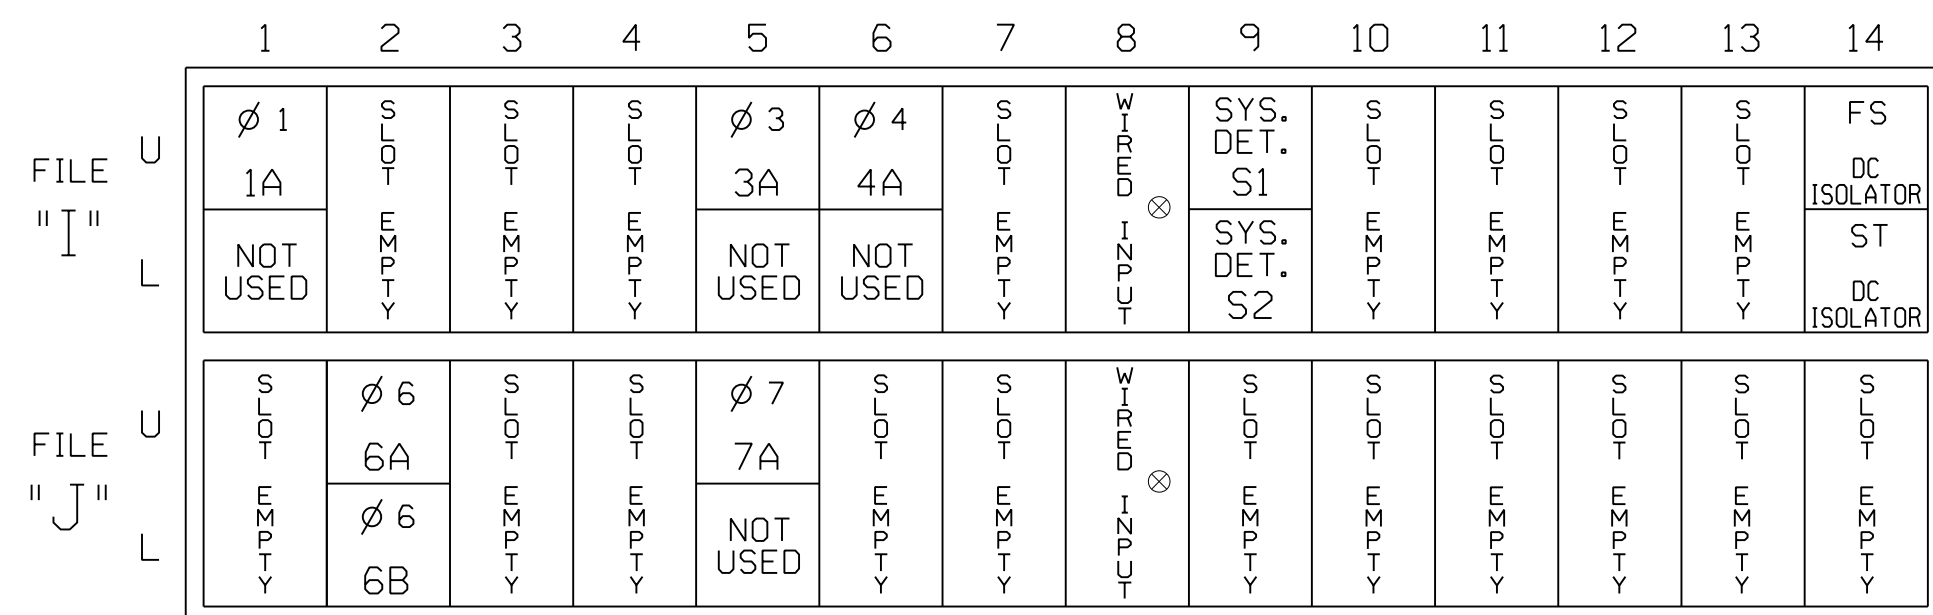 1 2 3 4 5 6 7 8 9 10 11 12 13 14
FILE "I"
U
L
Ø 1
1A
NOT USED
SLOT EMPTY
SLOT EMPTY
SLOT EMPTY
Ø 3
3A
NOT USED
Ø 4
4A
NOT USED
SLOT EMPTY
WIRED INPUT
⊗
SYS. DET. S1
SYS. DET. S2
SLOT EMPTY
SLOT EMPTY
SLOT EMPTY
SLOT EMPTY
FS
DC ISOLATOR
ST
DC ISOLATOR
FILE "J"
U
L
SLOT EMPTY
Ø 6
6A
Ø 6
6B
SLOT EMPTY
SLOT EMPTY
Ø 7
7A
NOT USED
SLOT EMPTY
SLOT EMPTY
WIRED INPUT
⊗
SLOT EMPTY
SLOT EMPTY
SLOT EMPTY
SLOT EMPTY
SLOT EMPTY
SLOT EMPTY